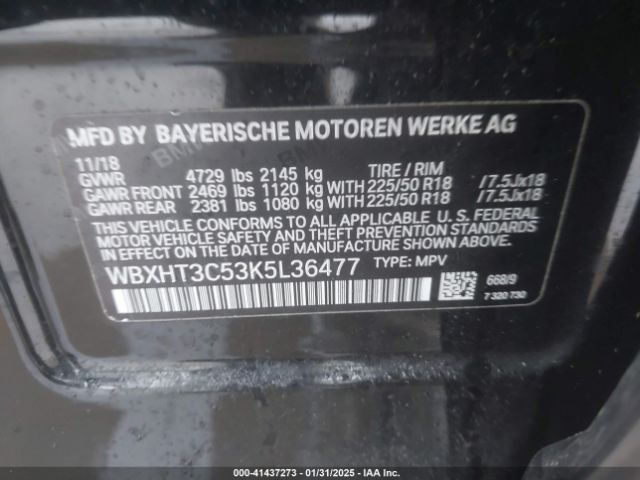 MFD BY BAYERISCHE MOTOREN WERKE AG
11/18
GVWR 4729 lbs 2145 kg TIRE / RIM
GAWR FRONT 2469 lbs 1120 kg WITH 225/50 R18 / 7.5Jx18
GAWR REAR 2381 lbs 1080 kg WITH 225/50 R18 / 7.5Jx18
THIS VEHICLE CONFORMS TO ALL APPLICABLE U. S. FEDERAL
MOTOR VEHICLE SAFETY AND THEFT PREVENTION STANDARDS IN
EFFECT ON THE DATE OF MANUFACTURE SHOWN ABOVE.
WBXHT3C53K5L36477 TYPE: MPV
668/9
7 320 730
000-41437273 - 01/31/2025 - IAA Inc.